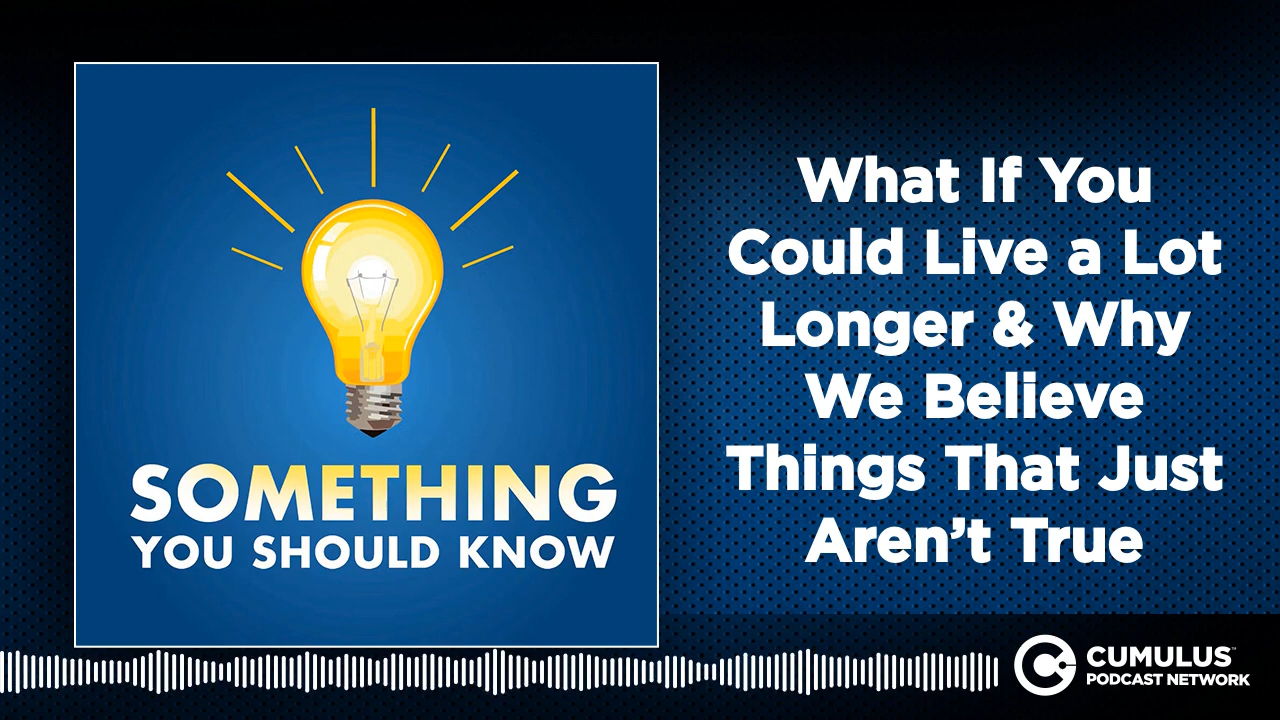 SOMETHING
YOU SHOULD KNOW
What If You
Could Live a Lot
Longer & Why
We Believe
Things That Just
Aren’t True
CUMULUS™
PODCAST NETWORK